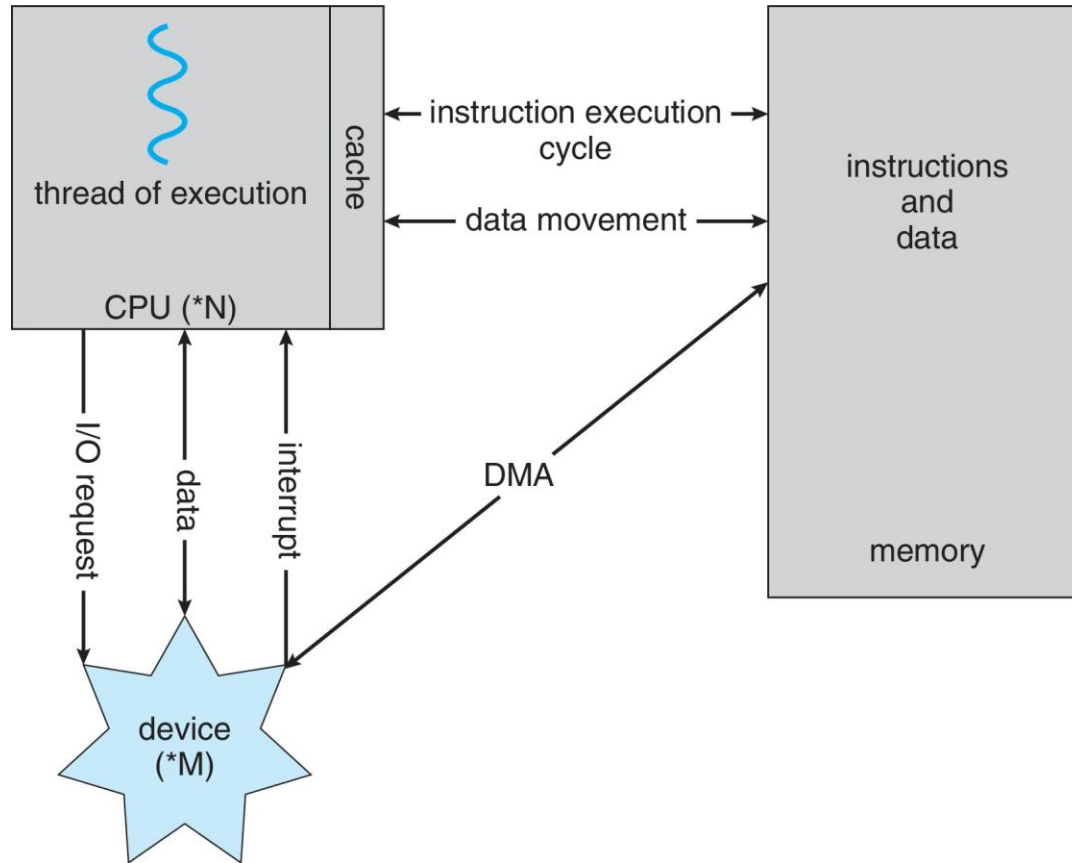 thread of execution
CPU (*N)
cache
instruction execution
cycle
data movement
instructions
and
data
memory
I/O request
data
interrupt
DMA
device
(*M)